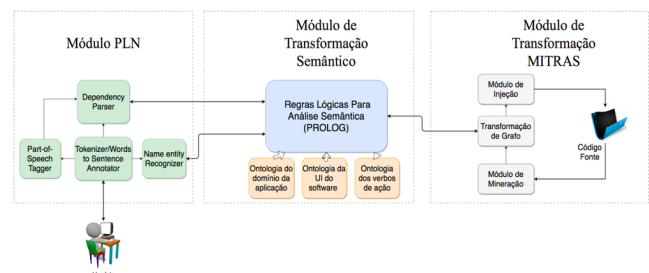 Módulo PLN
Módulo de
Transformação
Semântico
Módulo de
Transformação
MITRAS
Dependency
Parser
Part-of-
Speech
Tagger
Tokenizer/Words
to Sentence
Annotator
Name entity
Recognizer
Regras Lógicas Para
Análise Semântica
(PROLOG)
Ontologia do
domínio da
aplicação
Ontologia da
UI do
software
Ontologia
dos verbos
de ação
Módulo de
Injeção
Transformação
de Grafo
Módulo de
Mineração
Código
Fonte